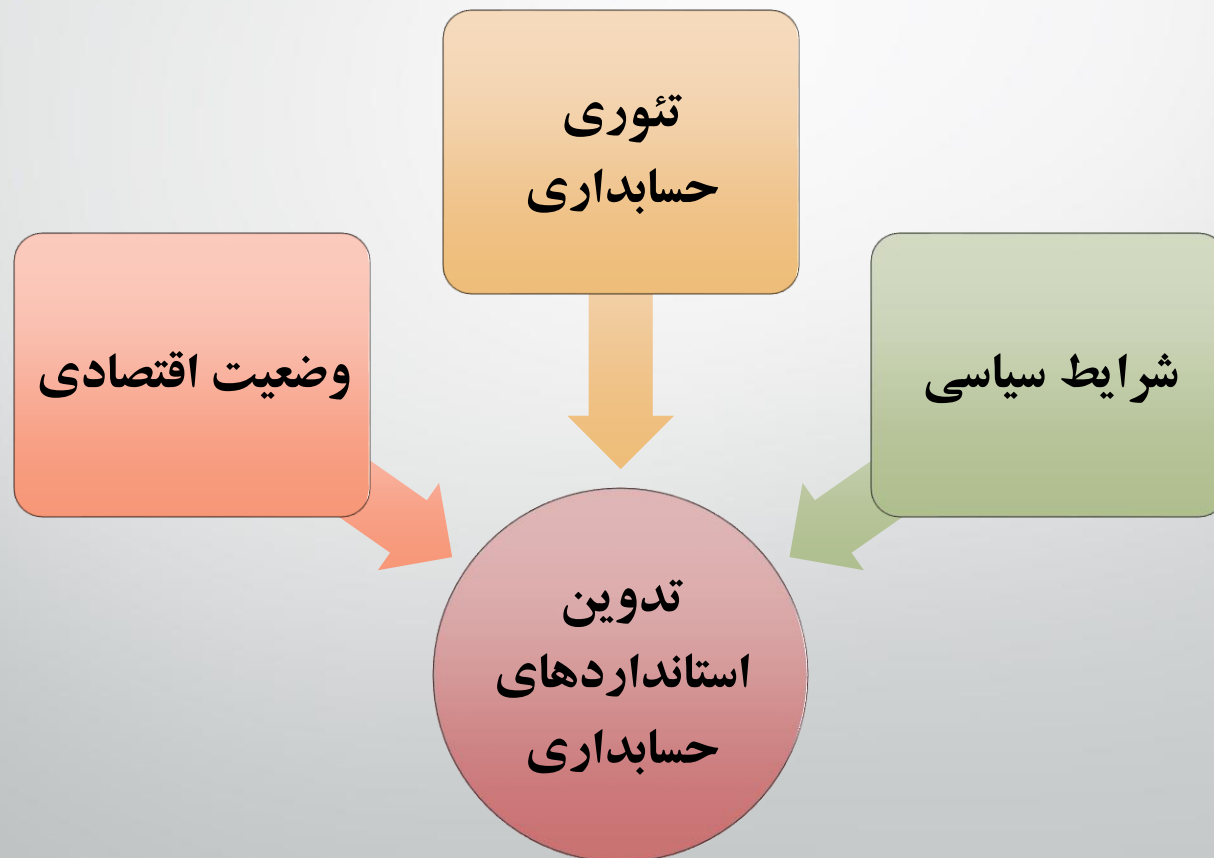 تئوری
حسابداری
شرایط سیاسی
وضعیت اقتصادی
تدوین
استانداردهای
حسابداری